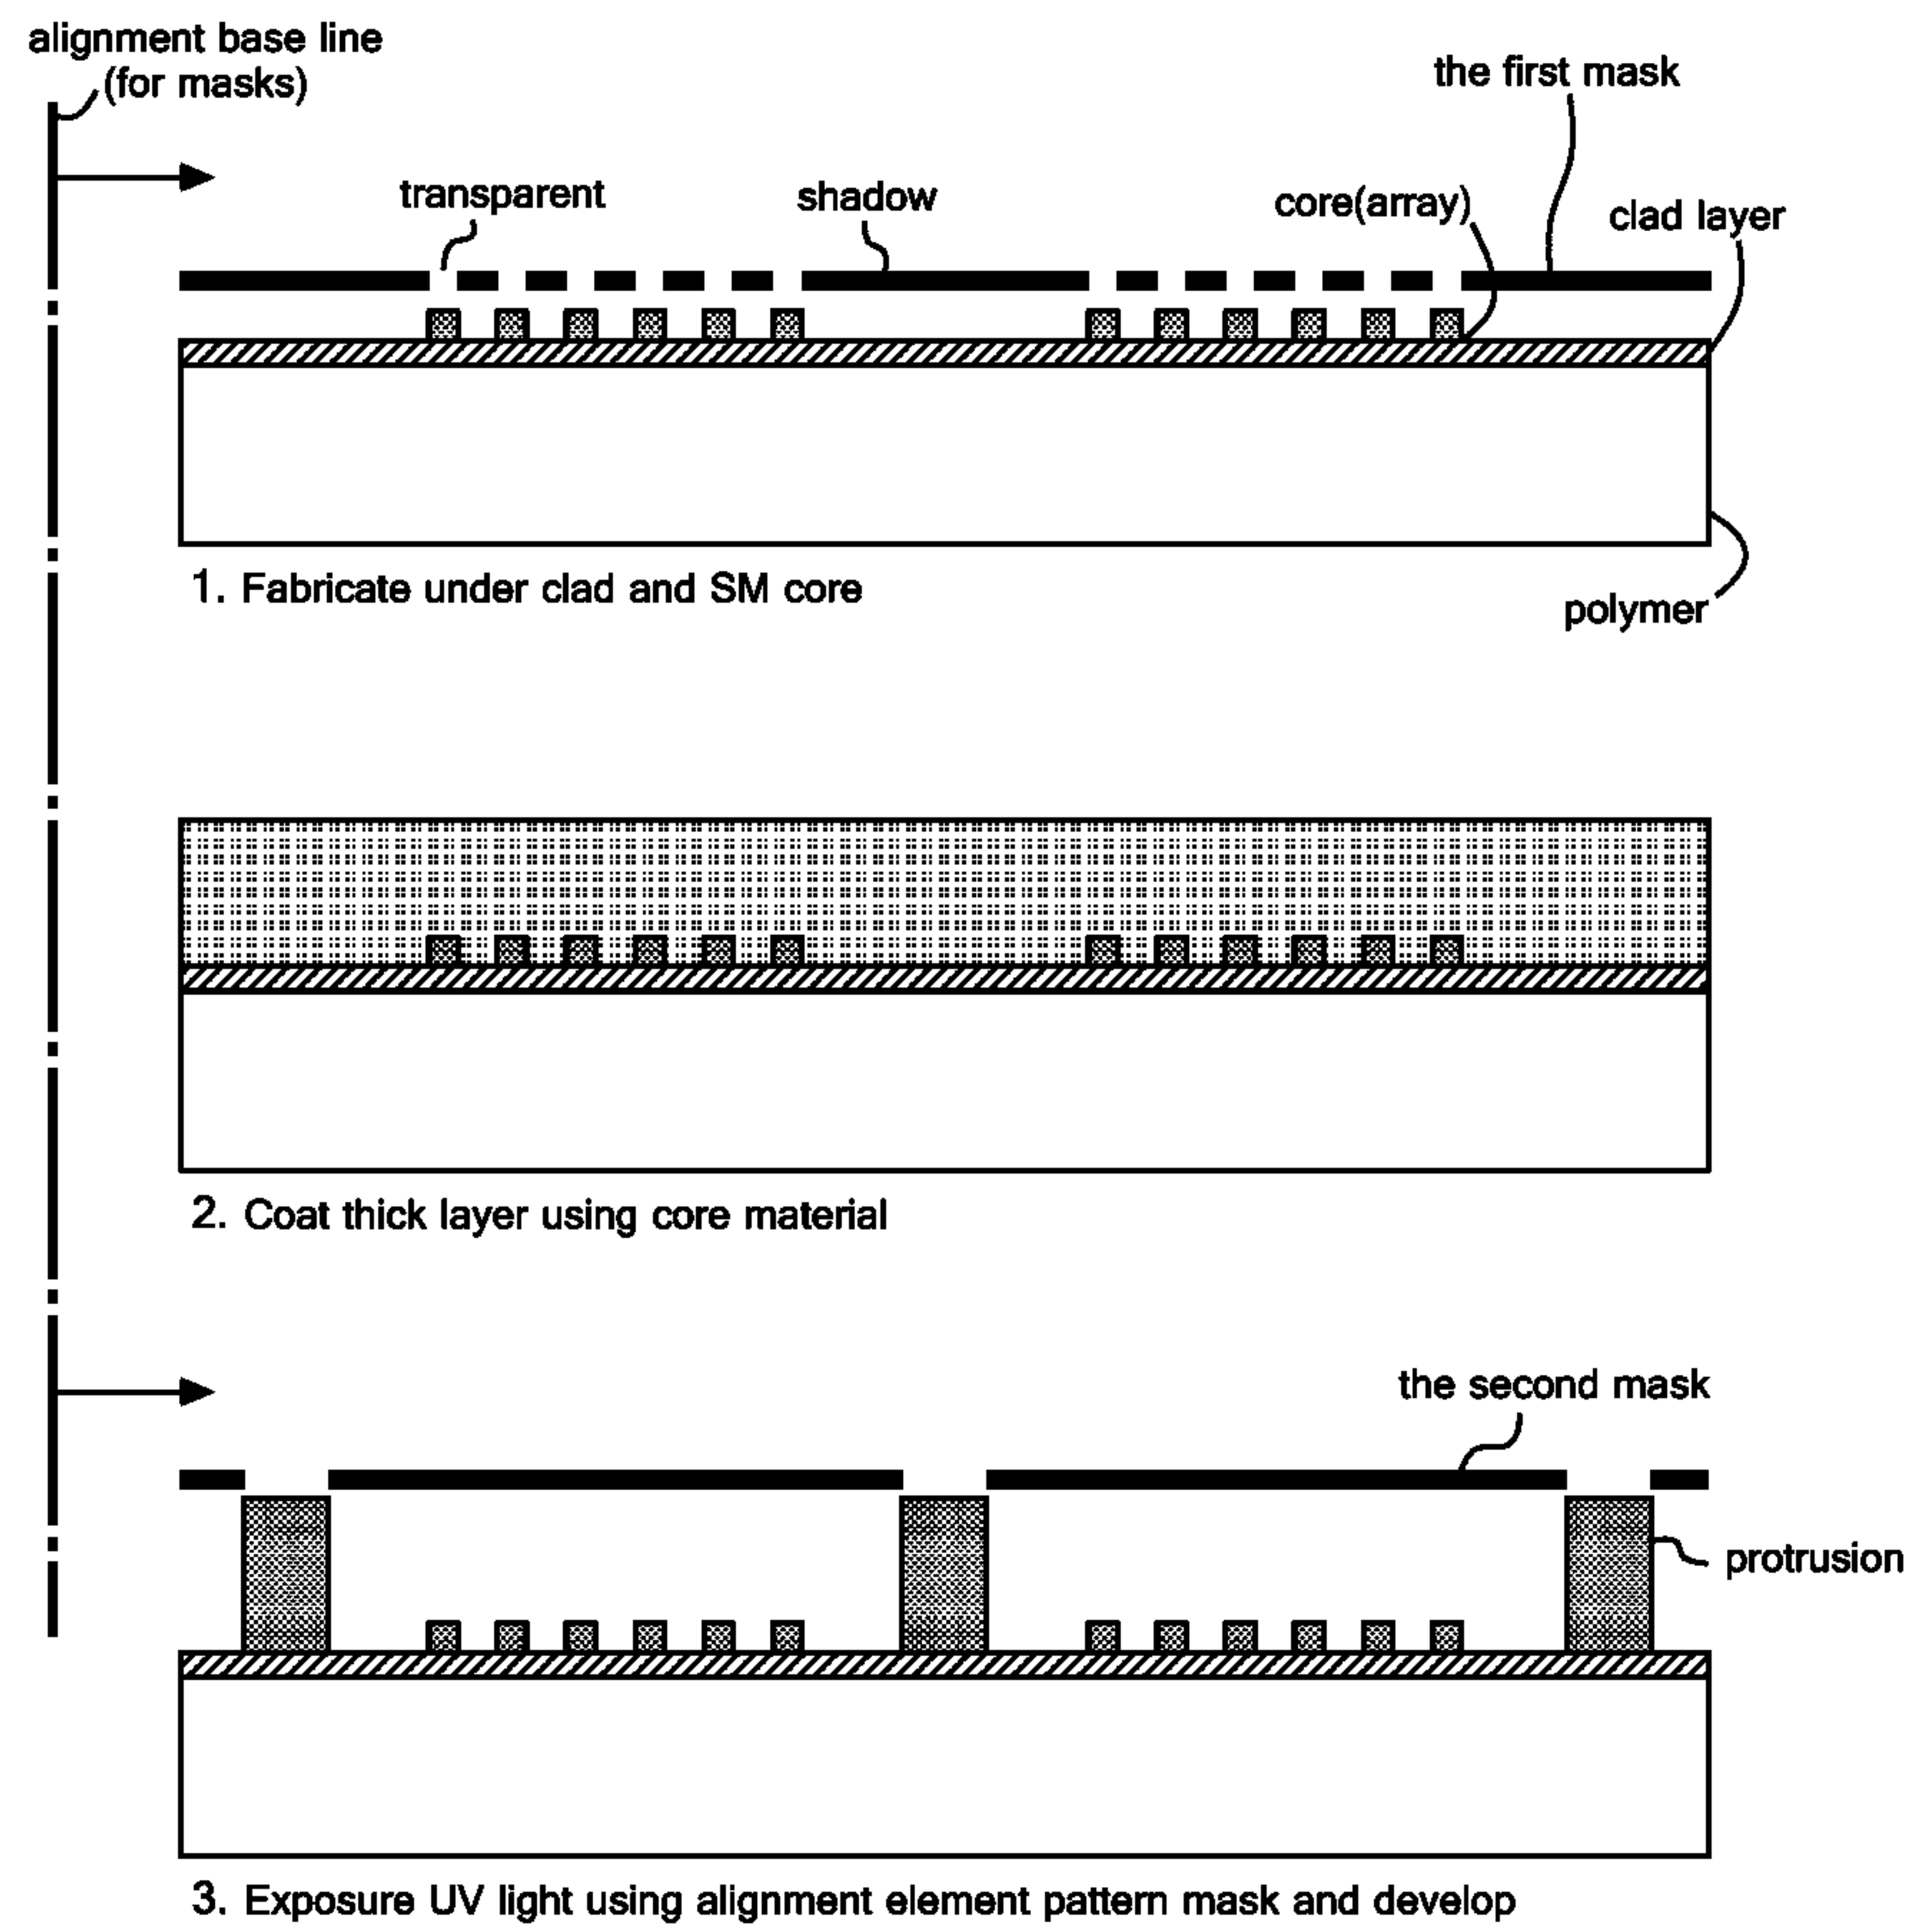 alignment base line
(for masks)
the first mask
transparent
shadow
core(array)
clad layer
1. Fabricate under clad and SM core
polymer
2. Coat thick layer using core material
the second mask
protrusion
3. Exposure UV light using alignment element pattern mask and develop